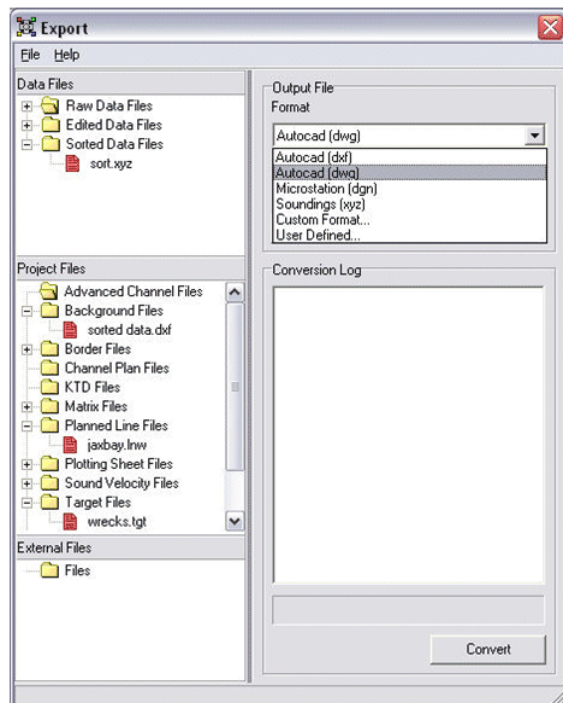 Export
File Help
Data Files
Raw Data Files
Edited Data Files
Sorted Data Files
sort.xyz
Project Files
Advanced Channel Files
Background Files
sorted data.dxf
Border Files
Channel Plan Files
KTD Files
Matrix Files
Planned Line Files
jaxbay.lnw
Plotting Sheet Files
Sound Velocity Files
Target Files
wrecks.tgt
External Files
Files
Output File
Format
Autocad (dwg)
Autocad (dxf)
Autocad (dwg)
Microstation (dgn)
Soundings (xyz)
Custom Format...
User Defined...
Conversion Log
Convert